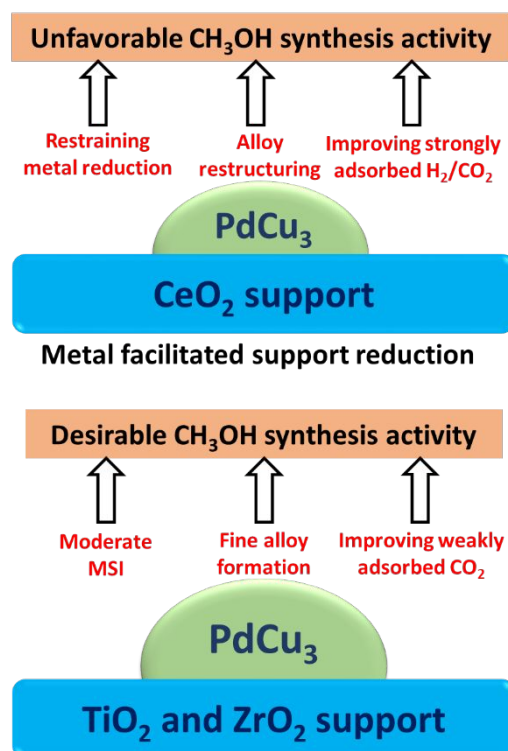 Unfavorable CH₃OH synthesis activity
Restraining metal reduction
Alloy restructuring
Improving strongly adsorbed H₂/CO₂
PdCu₃
CeO₂ support
Metal facilitated support reduction
Desirable CH₃OH synthesis activity
Moderate MSI
Fine alloy formation
Improving weakly adsorbed CO₂
PdCu₃
TiO₂ and ZrO₂ support